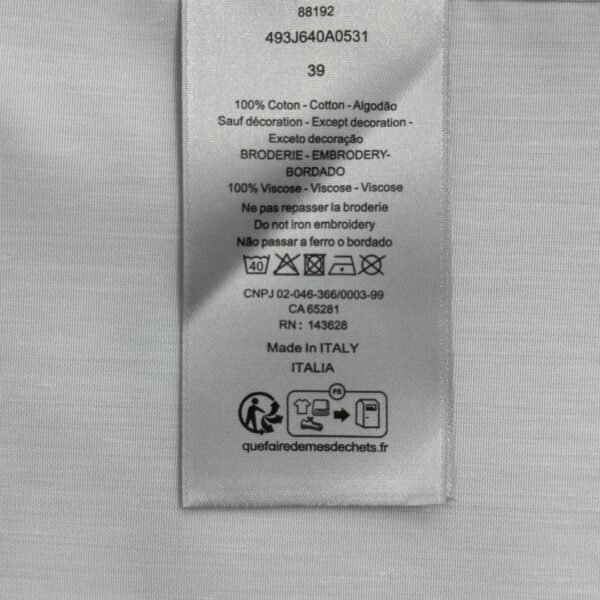 88192
493J640A0531
39
100% Coton - Cotton - Algodão
Sauf décoration - Except decoration -
Exceto decoração
BRODERIE - EMBRODERY-
BORDADO
100% Viscose - Viscose - Viscose
Ne pas repasser la broderie
Do not iron embroidery
Não passar a ferro o bordado
40
CNPJ 02-046-366/0003-99
CA 65281
RN : 143628
Made In ITALY
ITALIA
FR
quefairedemesdechets.fr